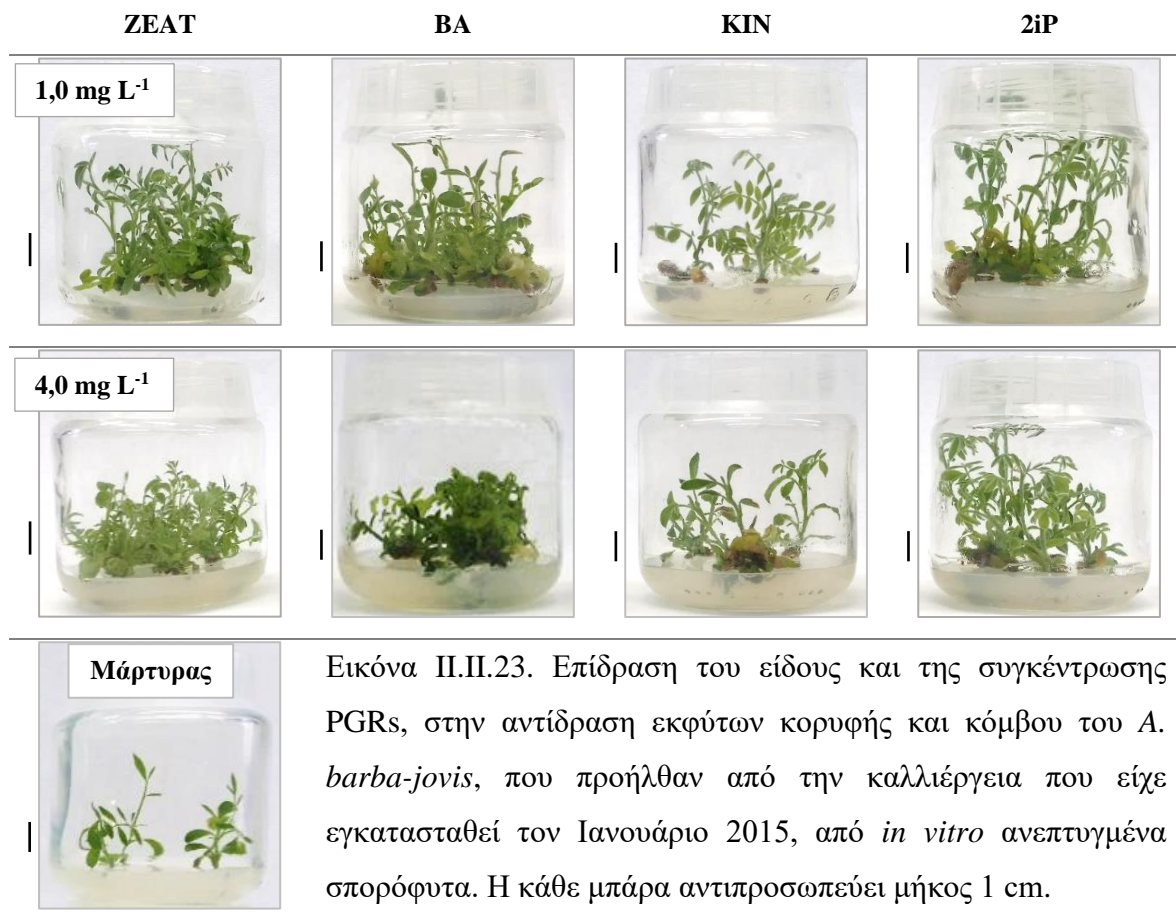 ZEAT BA KIN 2iP
1,0 mg L⁻¹
4,0 mg L⁻¹
Μάρτυρας
Εικόνα II.II.23. Επίδραση του είδους και της συγκέντρωσης
PGRs, στην αντίδραση εκφύτων κορυφής και κόμβου του A.
barba-jovis, που προήλθαν από την καλλιέργεια που είχε
εγκατασταθεί τον Ιανουάριο 2015, από in vitro ανεπτυγμένα
σπορόφυτα. Η κάθε μπάρα αντιπροσωπεύει μήκος 1 cm.